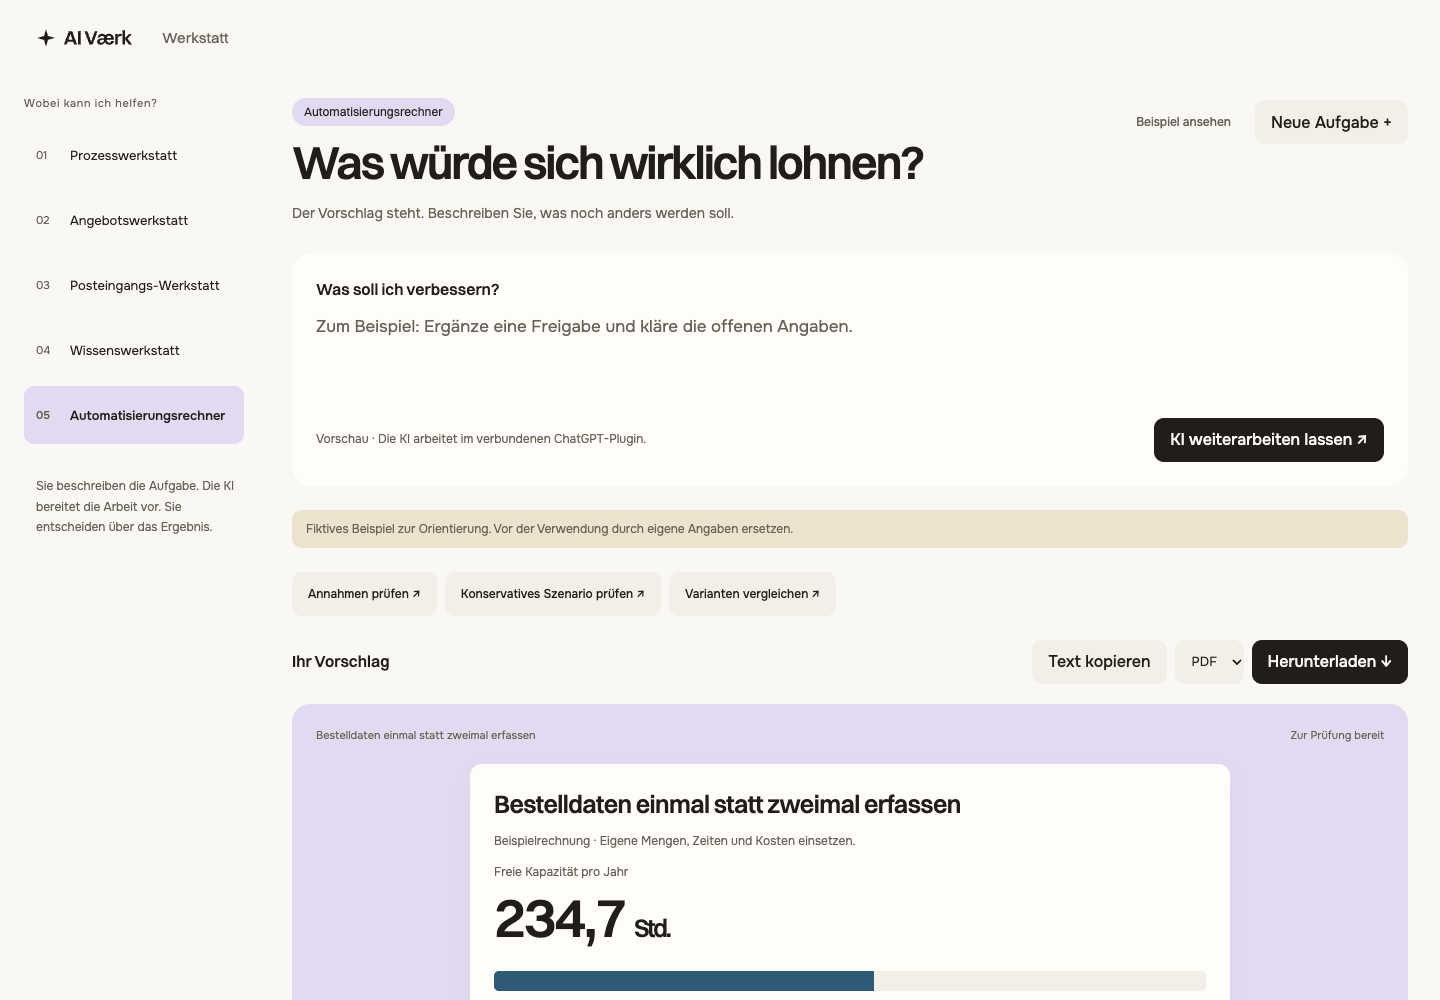 AI Værk
Werkstatt
Wobei kann ich helfen?
01 Prozesswerkstatt
02 Angebotswerkstatt
03 Posteingangs-Werkstatt
04 Wissenswerkstatt
05 Automatisierungsrechner
Sie beschreiben die Aufgabe. Die KI
bereitet die Arbeit vor. Sie
entscheiden über das Ergebnis.
Automatisierungsrechner
Beispiel ansehen
Neue Aufgabe +
Was würde sich wirklich lohnen?
Der Vorschlag steht. Beschreiben Sie, was noch anders werden soll.
Was soll ich verbessern?
Zum Beispiel: Ergänze eine Freigabe und kläre die offenen Angaben.
Vorschau · Die KI arbeitet im verbundenen ChatGPT-Plugin.
KI weiterarbeiten lassen ↗
Fiktives Beispiel zur Orientierung. Vor der Verwendung durch eigene Angaben ersetzen.
Annahmen prüfen ↗
Konservatives Szenario prüfen ↗
Varianten vergleichen ↗
Ihr Vorschlag
Text kopieren
PDF
Herunterladen ↓
Bestelldaten einmal statt zweimal erfassen
Zur Prüfung bereit
Bestelldaten einmal statt zweimal erfassen
Beispielrechnung · Eigene Mengen, Zeiten und Kosten einsetzen.
Freie Kapazität pro Jahr
234,7 Std.